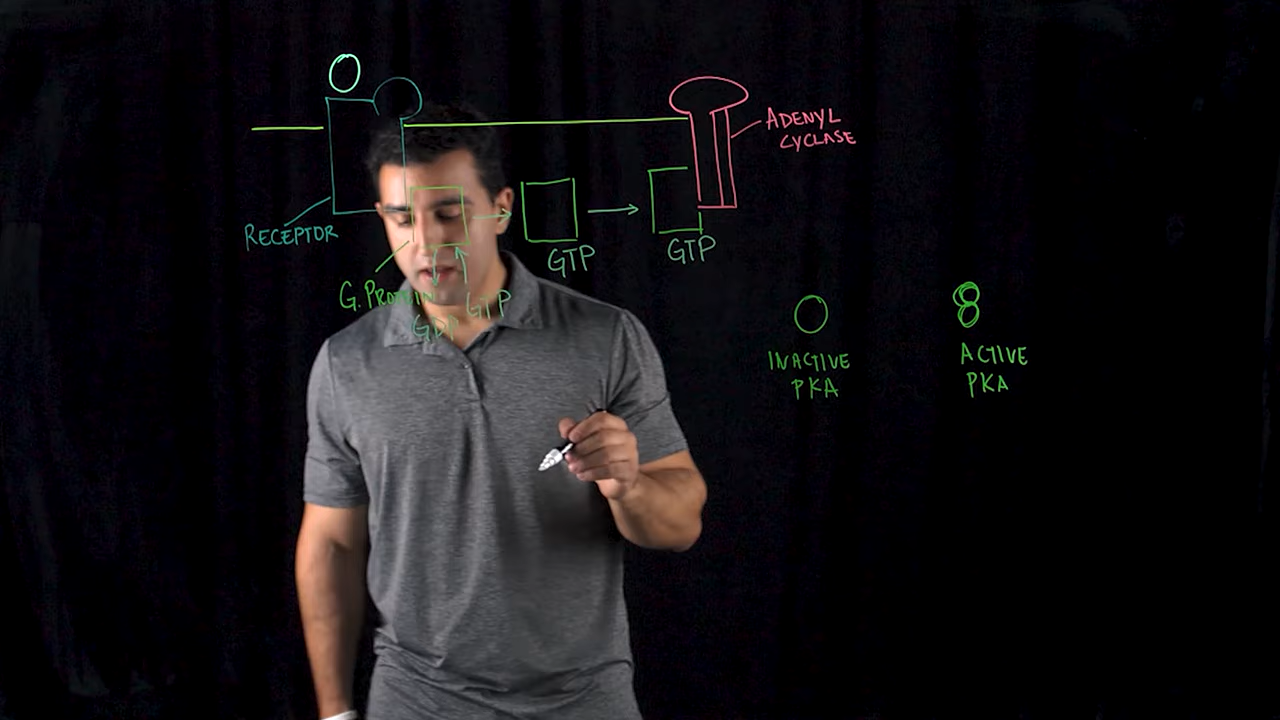 ADENYL
CYCLASE
RECEPTOR
GTP
GTP
G. PROTEIN
GTP
GDP
INACTIVE
PKA
ACTIVE
PKA